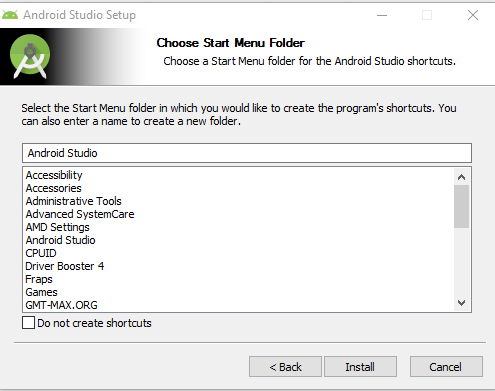 Android Studio Setup
Choose Start Menu Folder
Choose a Start Menu folder for the Android Studio shortcuts.
Select the Start Menu folder in which you would like to create the program's shortcuts. You
can also enter a name to create a new folder.
Android Studio
Accessibility
Accessories
Administrative Tools
Advanced SystemCare
AMD Settings
Android Studio
CPUID
Driver Booster 4
Fraps
Games
GMT-MAX.ORG
Do not create shortcuts
< Back
Install
Cancel